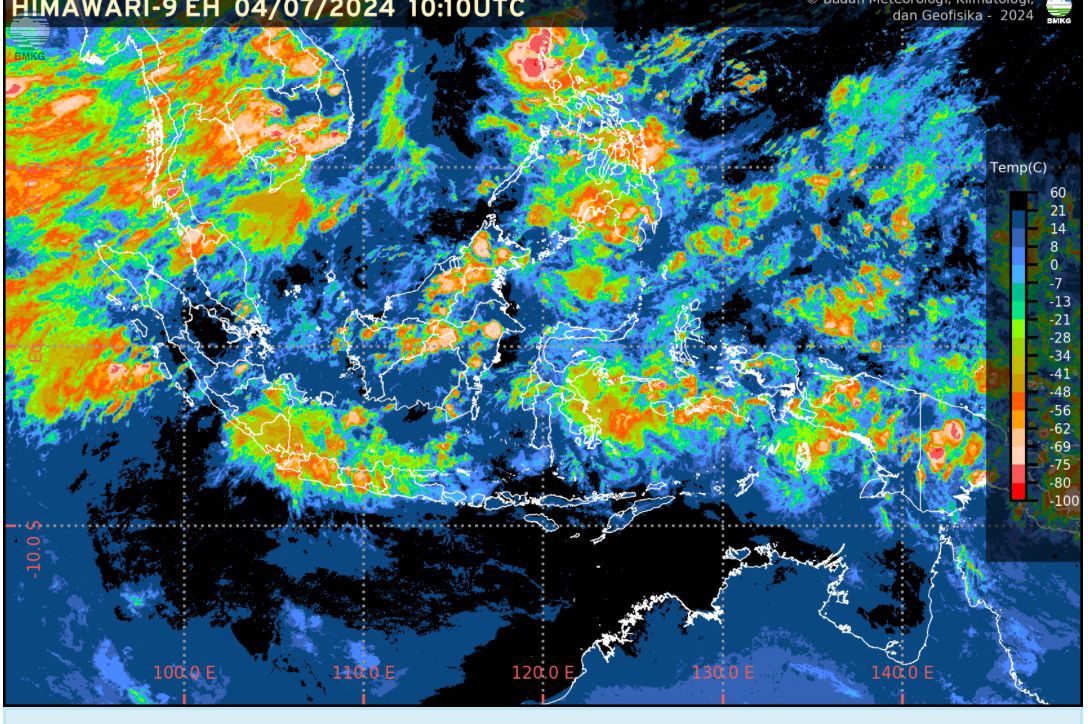 HIMAWARI-9 EH 04/07/2024 10:10UTC
© Badan Meteorologi, Klimatologi,
dan Geofisika - 2024
BMKG
BMKG
Temp(C)
60
21
14
8
0
-7
-13
-21
-28
-34
-41
-48
-56
-62
-69
-75
-80
-100
Eq
-10.0 S
100.0 E 110.0 E 120.0 E 130.0 E 140.0 E